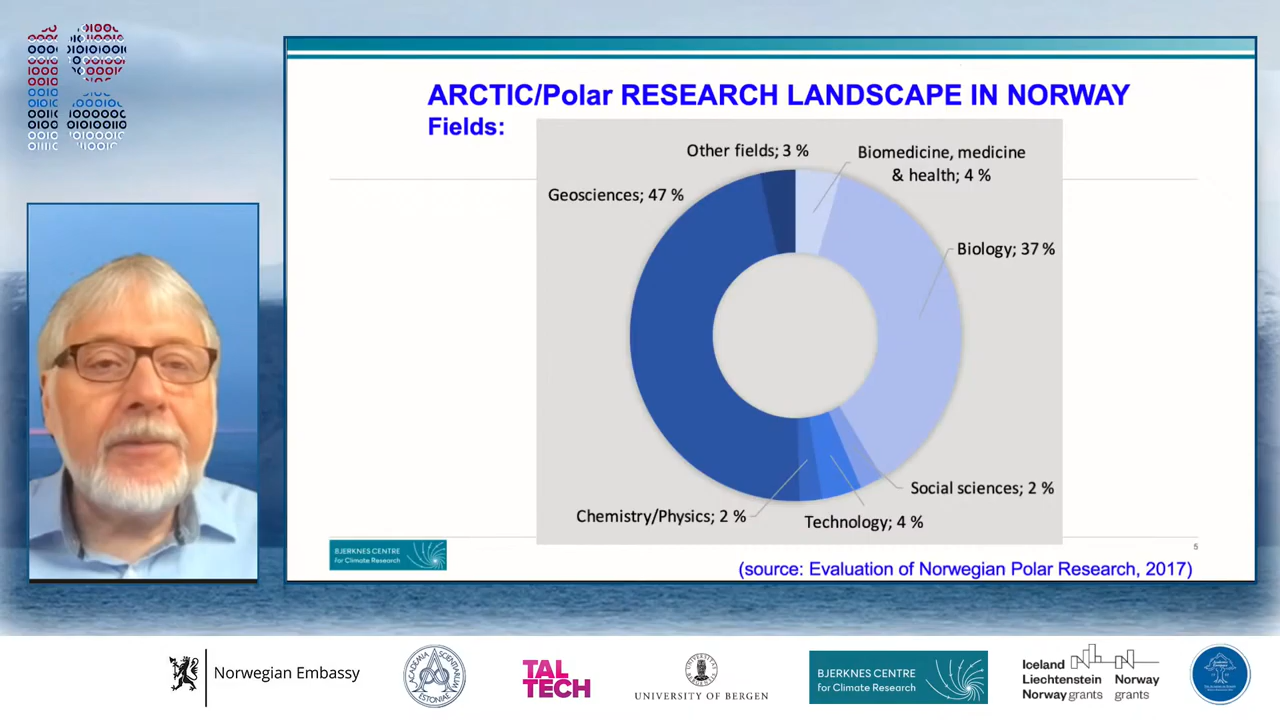 ARCTIC/Polar RESEARCH LANDSCAPE IN NORWAY
Fields:
Other fields; 3 %
Biomedicine, medicine
& health; 4 %
Geosciences; 47 %
Biology; 37 %
Social sciences; 2 %
Chemistry/Physics; 2 %
Technology; 4 %
BJERKNES CENTRE
for Climate Research
5
(source: Evaluation of Norwegian Polar Research, 2017)
Norwegian Embassy
ACADEMIA SCIENTIARUM ESTONIAE
TAL
TECH
UNIVERSITY OF BERGEN
BJERKNES CENTRE
for Climate Research
Iceland
Liechtenstein
Norway grants
Norway
grants